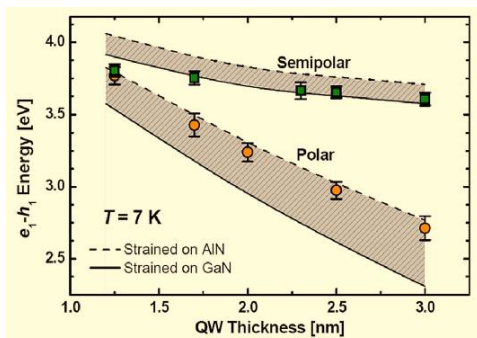 4.0
3.5
3.0
2.5
e1-h1 Energy [eV]
Semipolar
Polar
T = 7 K
Strained on AlN
Strained on GaN
1.0 1.5 2.0 2.5 3.0
QW Thickness [nm]